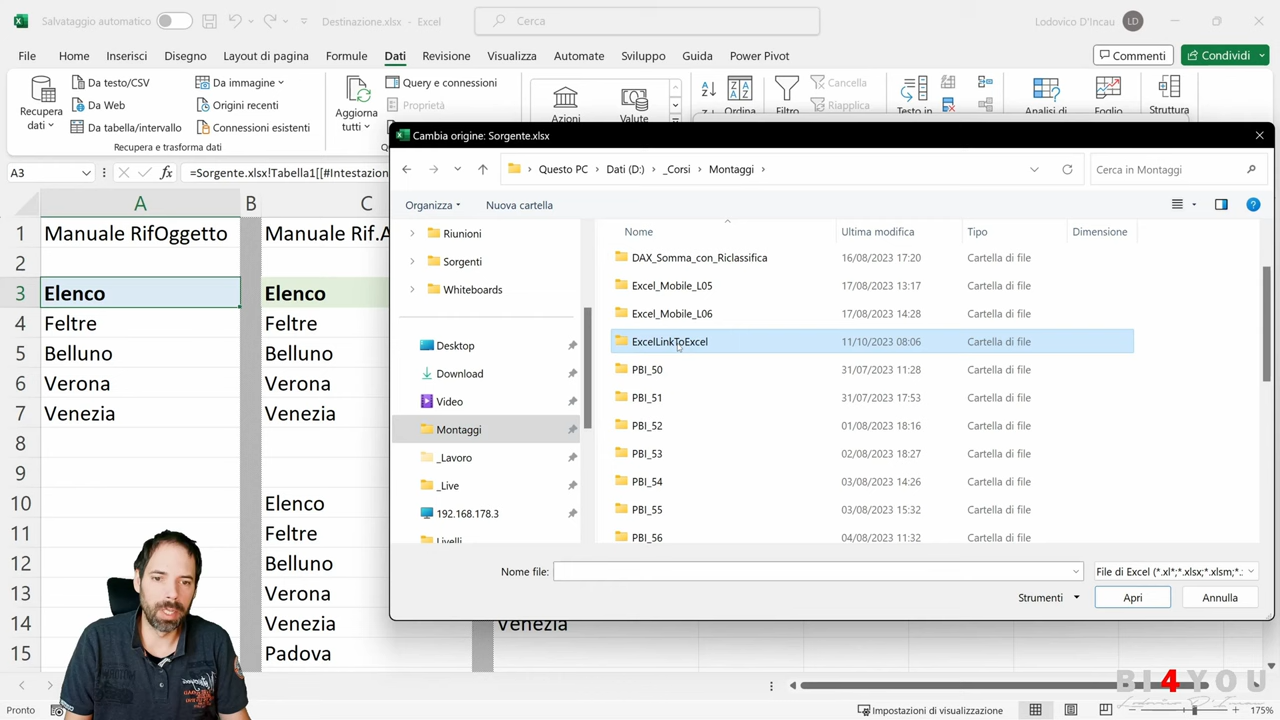 Salvataggio automatico
Destinazione.xlsx - Excel
Cerca
Lodovico D'Incau
LD
File
Home
Inserisci
Disegno
Layout di pagina
Formule
Dati
Revisione
Visualizza
Automate
Sviluppo
Guida
Power Pivot
Commenti
Condividi
Recupera
dati
Da testo/CSV
Da Web
Da tabella/intervallo
Da immagine
Origini recenti
Connessioni esistenti
Recupera e trasforma dati
Aggiorna
tutti
Query e connessioni
Proprietà
Azioni
Valute
Ordina
Filtro
Cancella
Riapplica
Testo in
Analisi di
Foglio
Struttura
A3
fx
=Sorgente.xlsx!Tabella1[[#Intestazion
A
B
C
1
Manuale RifOggetto
Manuale Rif.A
2
3
Elenco
Elenco
4
Feltre
Feltre
5
Belluno
Belluno
6
Verona
Verona
7
Venezia
Venezia
8
9
10
Elenco
11
Feltre
12
Belluno
13
Verona
14
Venezia
Venezia
15
Padova
Cambia origine: Sorgente.xlsx
Questo PC > Dati (D:) > _Corsi > Montaggi >
Cerca in Montaggi
Organizza
Nuova cartella
Riunioni
Sorgenti
Whiteboards
Desktop
Download
Video
Montaggi
_Lavoro
_Live
192.168.178.3
Livelli
Nome
Ultima modifica
Tipo
Dimensione
DAX_Somma_con_Riclassifica 16/08/2023 17:20 Cartella di file
Excel_Mobile_L05 17/08/2023 13:17 Cartella di file
Excel_Mobile_L06 17/08/2023 14:28 Cartella di file
ExcelLinkToExcel 11/10/2023 08:06 Cartella di file
PBI_50 31/07/2023 11:28 Cartella di file
PBI_51 31/07/2023 17:53 Cartella di file
PBI_52 01/08/2023 18:16 Cartella di file
PBI_53 02/08/2023 18:27 Cartella di file
PBI_54 03/08/2023 14:26 Cartella di file
PBI_55 03/08/2023 15:32 Cartella di file
PBI_56 04/08/2023 11:32 Cartella di file
Nome file:
File di Excel (*.xl*;*.xlsx;*.xlsm;*.:
Strumenti
Apri
Annulla
BI4YOU
Lodovico D'Incau
Pronto
Impostazioni di visualizzazione
175%